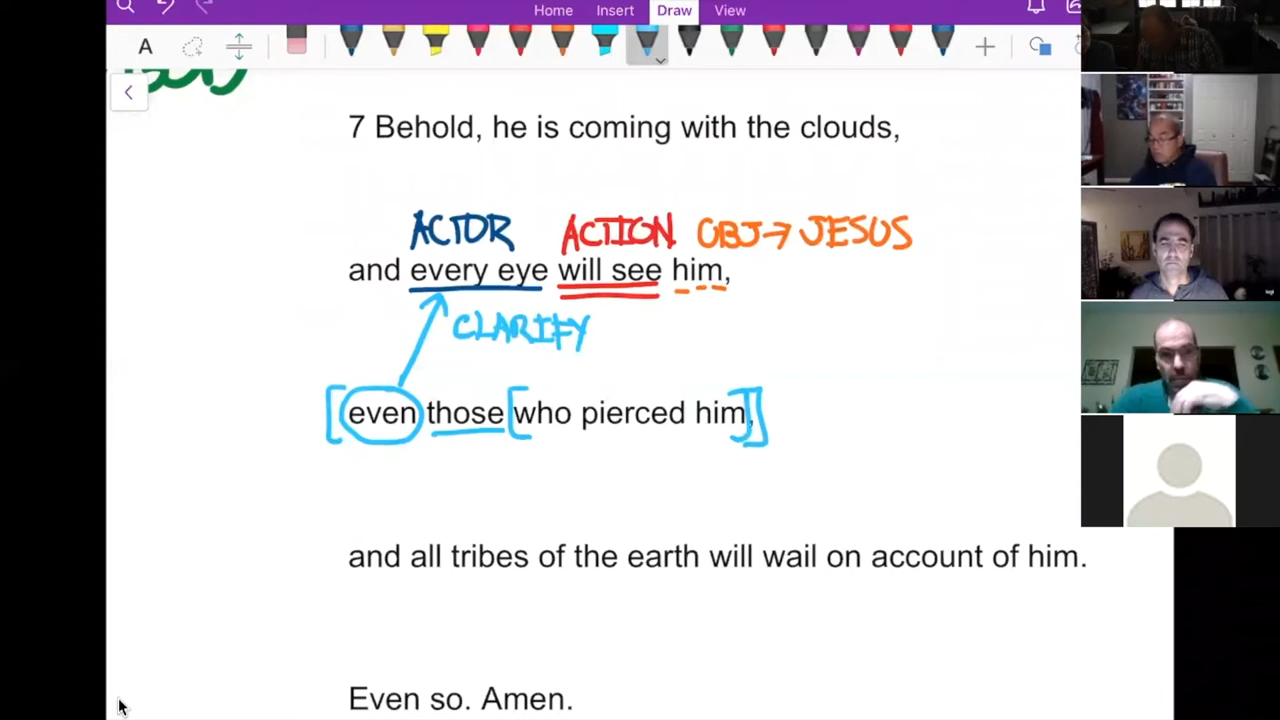 Home Insert Draw View
A
7 Behold, he is coming with the clouds,
ACTOR ACTION OBJ→JESUS
and every eye will see him,
CLARIFY
[even those [who pierced him,]]
and all tribes of the earth will wail on account of him.
Even so. Amen.